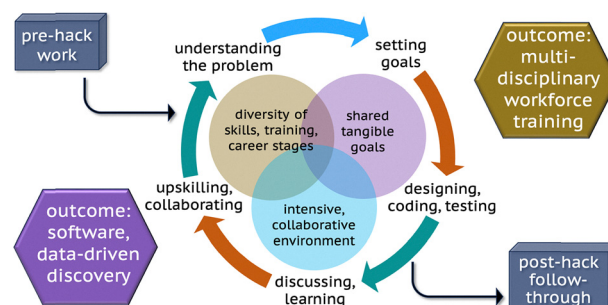 pre-hack
work
understanding
the problem
setting
goals
outcome:
multi-
disciplinary
workforce
training
diversity of
skills, training,
career stages
shared
tangible
goals
upskilling,
collaborating
designing,
coding, testing
intensive,
collaborative
environment
outcome:
software,
data-driven
discovery
discussing,
learning
post-hack
follow-
through